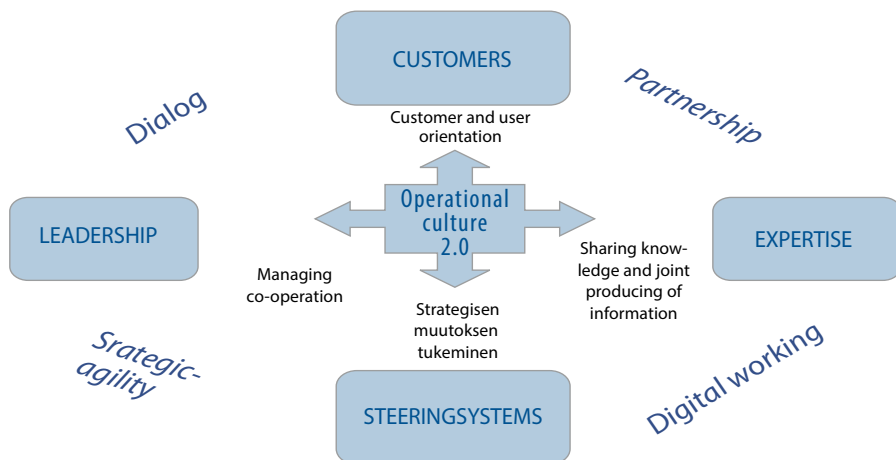 CUSTOMERS
Dialog
Partnership
Customer and user
orientation
Operational
culture
2.0
LEADERSHIP
EXPERTISE
Managing
co-operation
Sharing know-
ledge and joint
producing of
information
Strategisen
muutoksen
tukeminen
Srategic-
agility
Digital working
STEERINGSYSTEMS